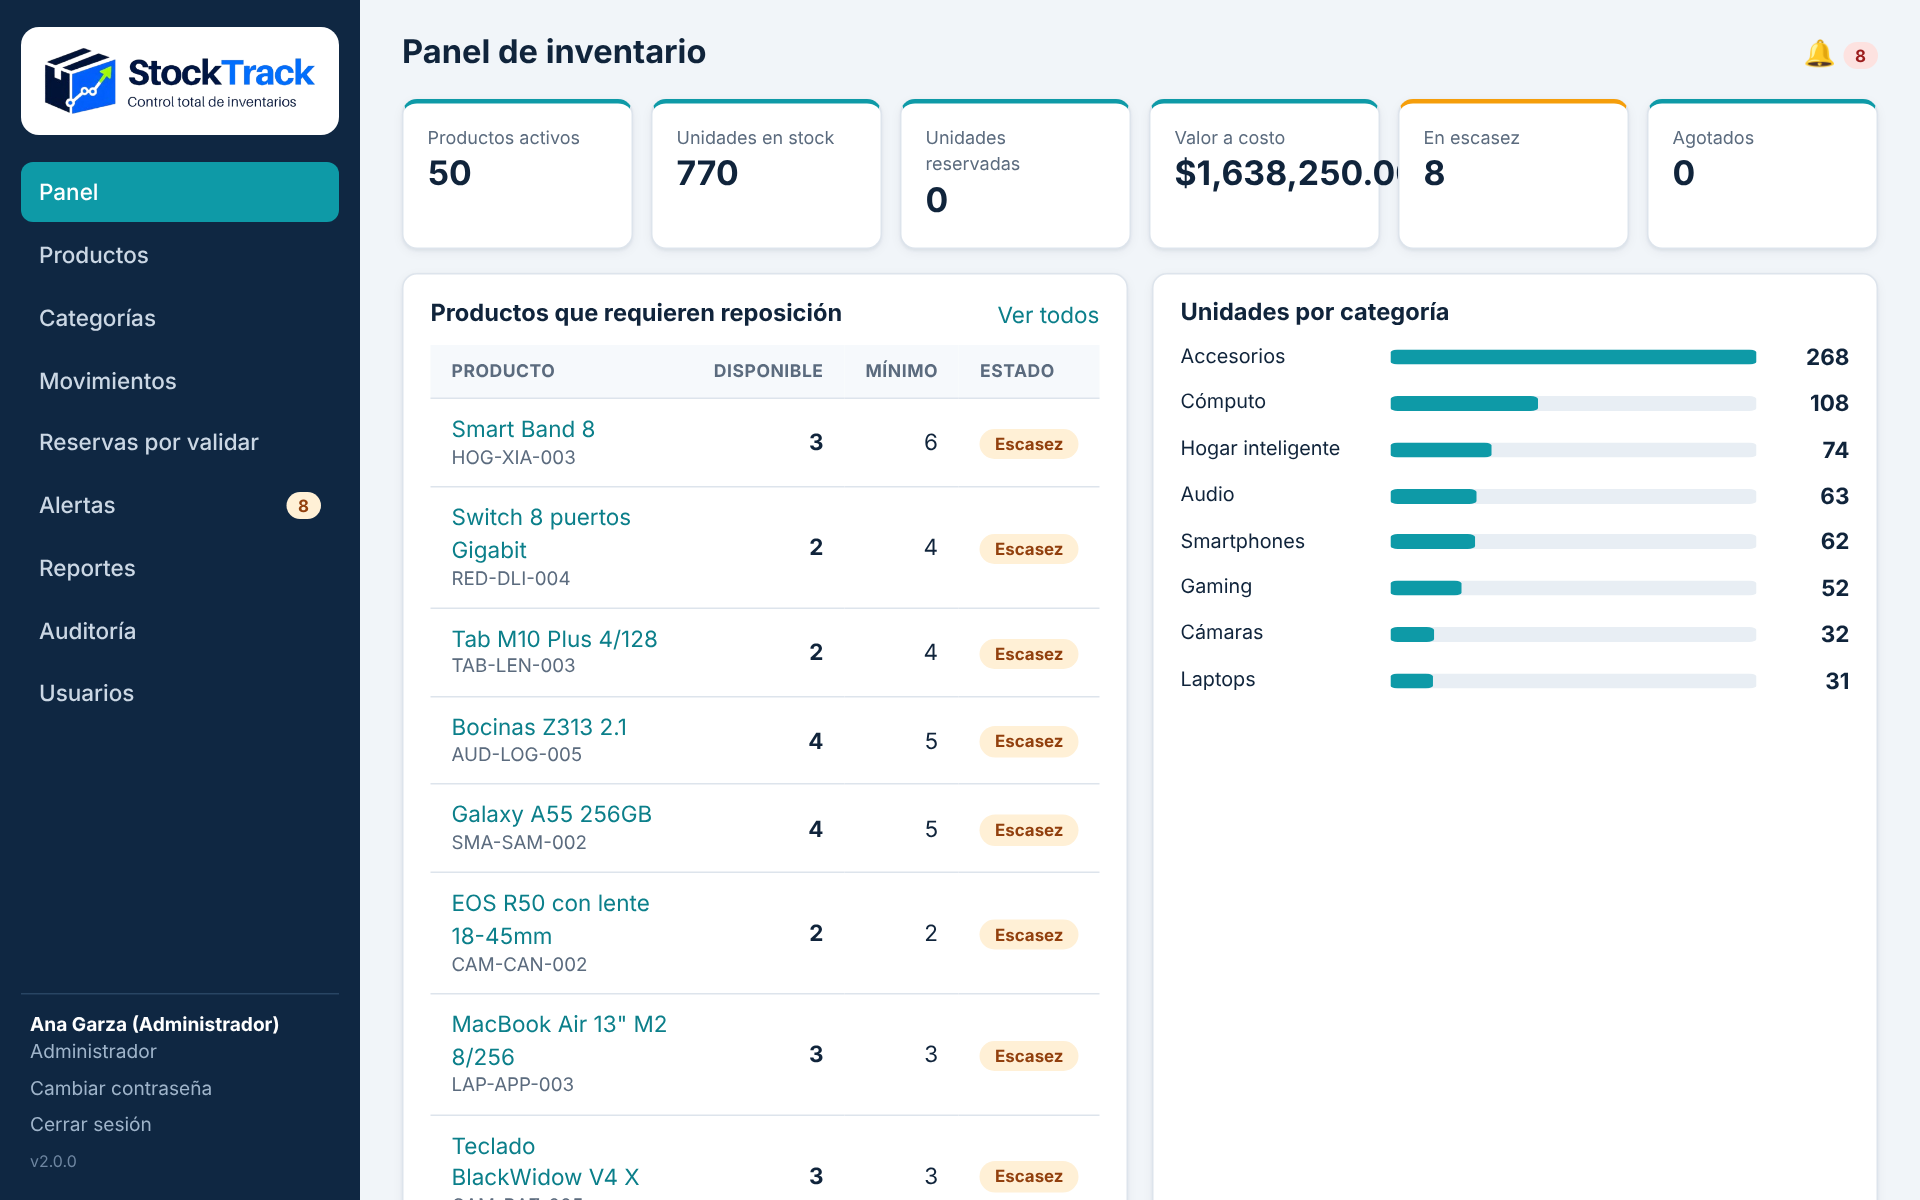 StockTrack
Control total de inventarios
Panel
Productos
Categorías
Movimientos
Reservas por validar
Alertas 8
Reportes
Auditoría
Usuarios
Ana Garza (Administrador)
Administrador
Cambiar contraseña
Cerrar sesión
v2.0.0
Panel de inventario
8
Productos activos
50
Unidades en stock
770
Unidades
reservadas
0
Valor a costo
$1,638,250.0
En escasez
8
Agotados
0
Productos que requieren reposición Ver todos
PRODUCTO DISPONIBLE MÍNIMO ESTADO
Smart Band 8
HOG-XIA-003
3 6 Escasez
Switch 8 puertos
Gigabit
RED-DLI-004
2 4 Escasez
Tab M10 Plus 4/128
TAB-LEN-003
2 4 Escasez
Bocinas Z313 2.1
AUD-LOG-005
4 5 Escasez
Galaxy A55 256GB
SMA-SAM-002
4 5 Escasez
EOS R50 con lente
18-45mm
CAM-CAN-002
2 2 Escasez
MacBook Air 13" M2
8/256
LAP-APP-003
3 3 Escasez
Teclado
BlackWidow V4 X
3 3 Escasez
Unidades por categoría
Accesorios 268
Cómputo 108
Hogar inteligente 74
Audio 63
Smartphones 62
Gaming 52
Cámaras 32
Laptops 31